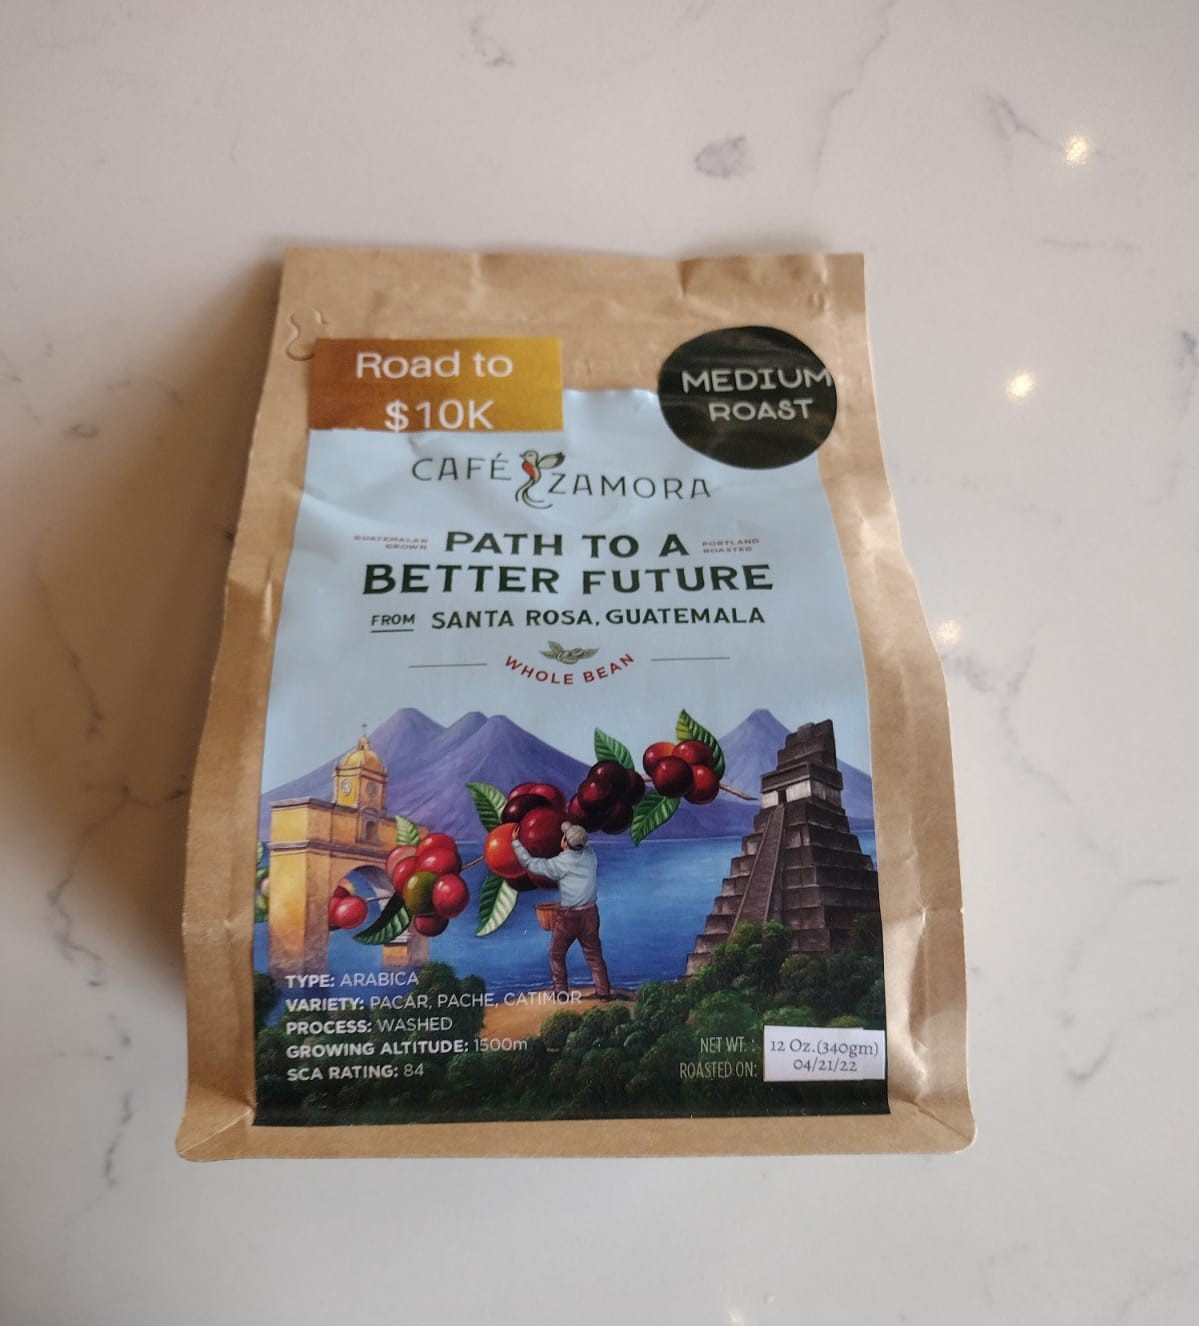 Road to
$10K
MEDIUM
ROAST
CAFÉ ZAMORA
GUATEMALAN
GROWN
PATH TO A
PORTLAND
ROASTED
BETTER FUTURE
FROM SANTA ROSA, GUATEMALA
WHOLE BEAN
TYPE: ARABICA
VARIETY: PACAR, PACHE, CATIMOR
PROCESS: WASHED
GROWING ALTITUDE: 1500m
SCA RATING: 84
NET WT. : 12 Oz.(340gm)
ROASTED ON: 04/21/22